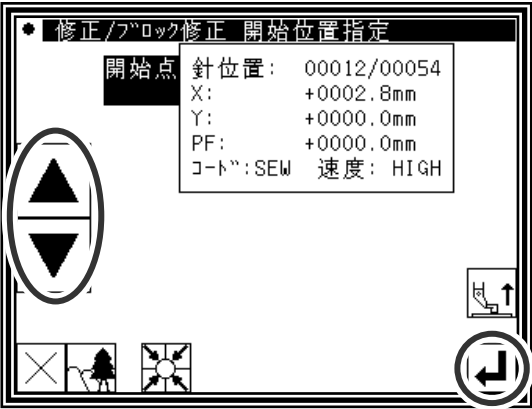 修正/ブロック修正 開始位置指定
開始点
針位置: 00012/00054
X: +0002.8mm
Y: +0000.0mm
PF: +0000.0mm
コード:SEW 速度: HIGH